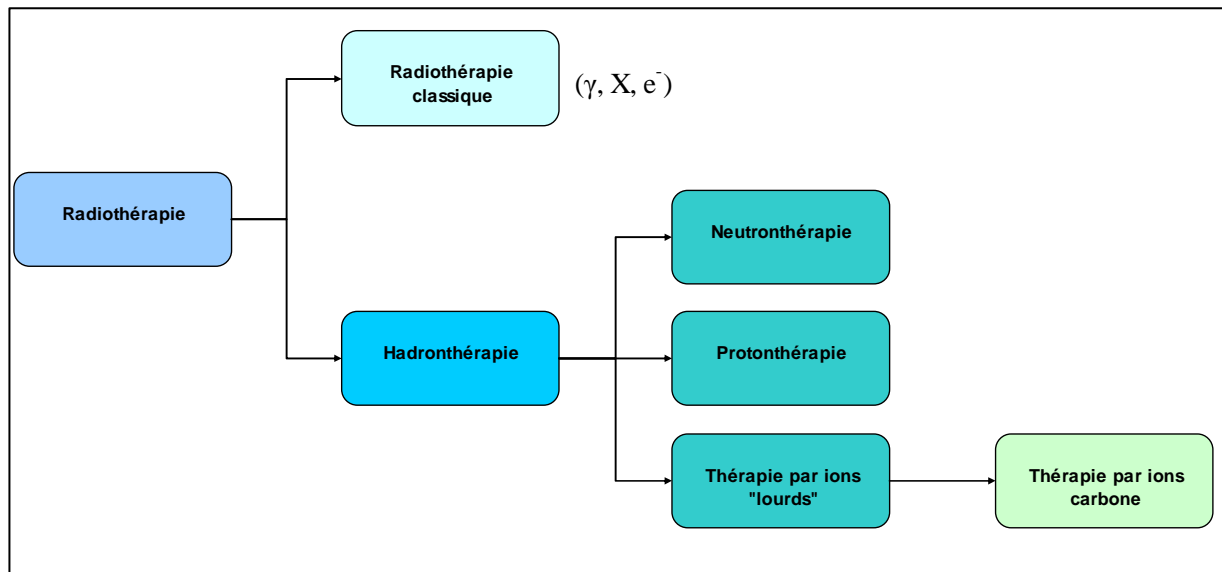 Radiothérapie
classique
(γ, X, e⁻)
Radiothérapie
Neutronthérapie
Hadronthérapie
Protonthérapie
Thérapie par ions
"lourds"
Thérapie par ions
carbone